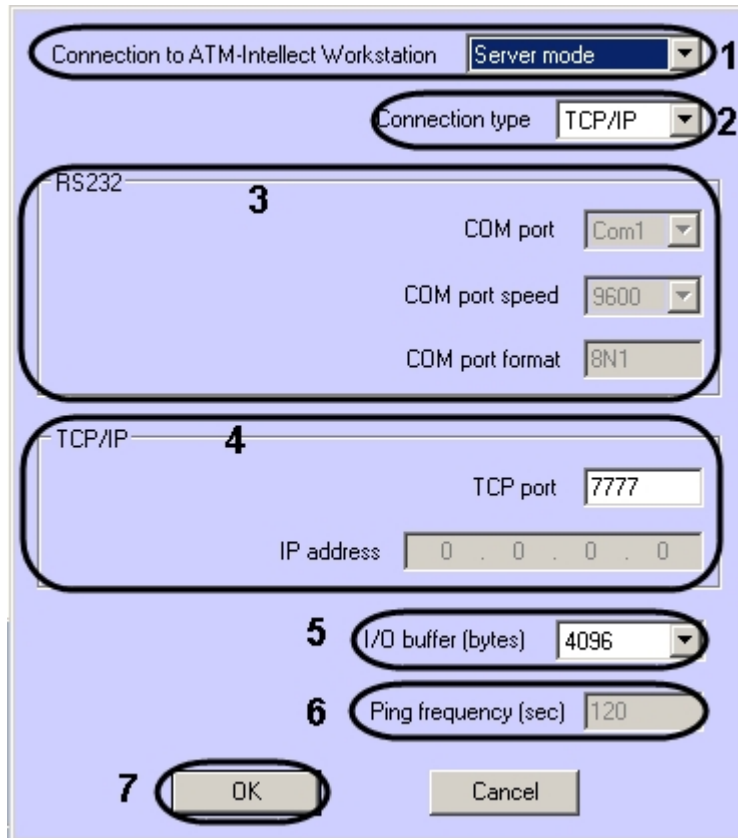 Connection to ATM-Intellect Workstation Server mode 1
Connection type TCP/IP 2
RS232 3
COM port Com1
COM port speed 9600
COM port format 8N1
TCP/IP 4
TCP port 7777
IP address 0 . 0 . 0 . 0
5 I/O buffer (bytes) 4096
6 Ping frequency (sec) 120
7 OK Cancel